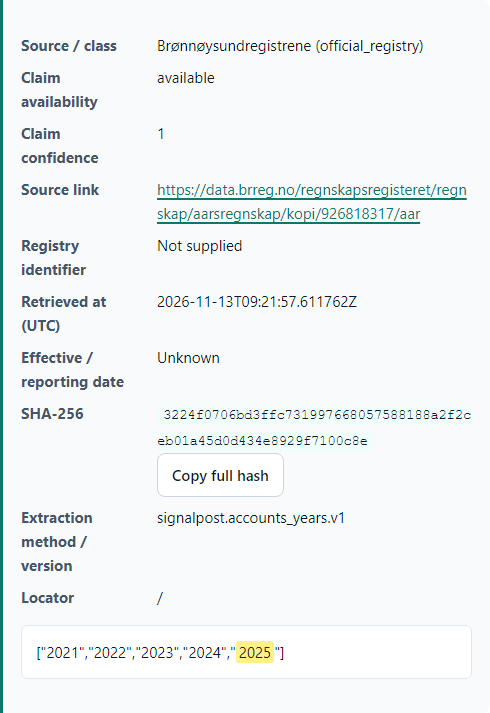 Source / class
Brønnøysundregistrene (official_registry)
Claim
availability
available
Claim
confidence
1
Source link
https://data.brreg.no/regnskapsregisteret/regn
skap/aarsregnskap/kopi/926818317/aar
Registry
identifier
Not supplied
Retrieved at
(UTC)
2026-11-13T09:21:57.611762Z
Effective /
reporting date
Unknown
SHA-256
3224f0706bd3ffc731997668057588188a2f2c
eb01a45d0d434e8929f7100c8e
Copy full hash
Extraction
method /
version
signalpost.accounts_years.v1
Locator
/
["2021","2022","2023","2024","2025"]